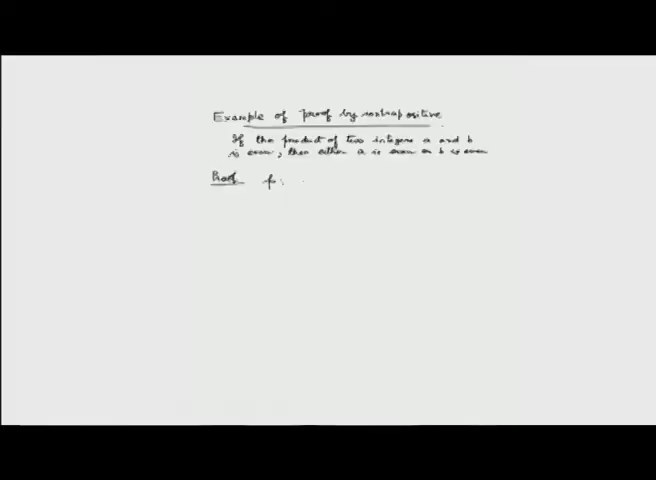 Example of Proof by contrapositive
If the product of two integers a and b
is even, then either a is even or b is even
Proof p: